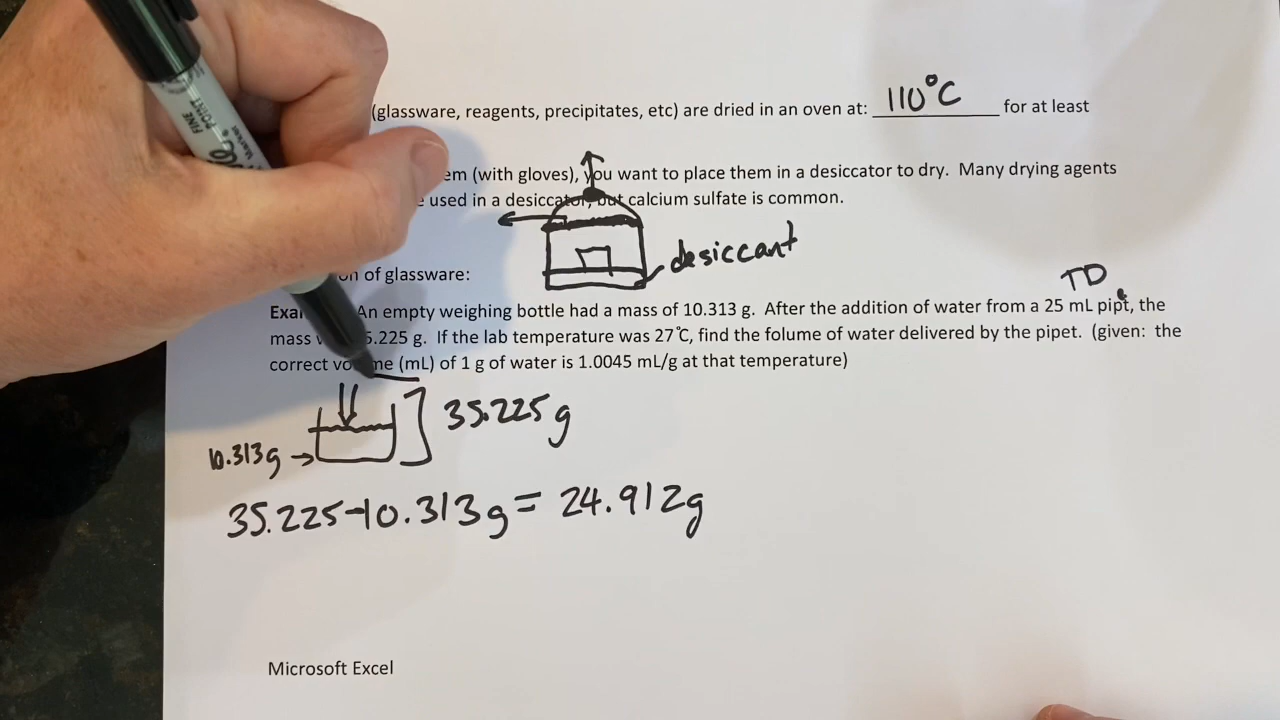 FINE POINT
(glassware, reagents, precipitates, etc) are dried in an oven at: 110°C for at least
em (with gloves), you want to place them in a desiccator to dry. Many drying agents
used in a desiccator, but calcium sulfate is common.
desiccant
on of glassware:
TD
An empty weighing bottle had a mass of 10.313 g. After the addition of water from a 25 mL pipet, the
mass 5.225 g. If the lab temperature was 27°C, find the folume of water delivered by the pipet. (given: the
correct (mL) of 1 g of water is 1.0045 mL/g at that temperature)
35.225g
10.313g
35.225-10.313g = 24.912g
Microsoft Excel